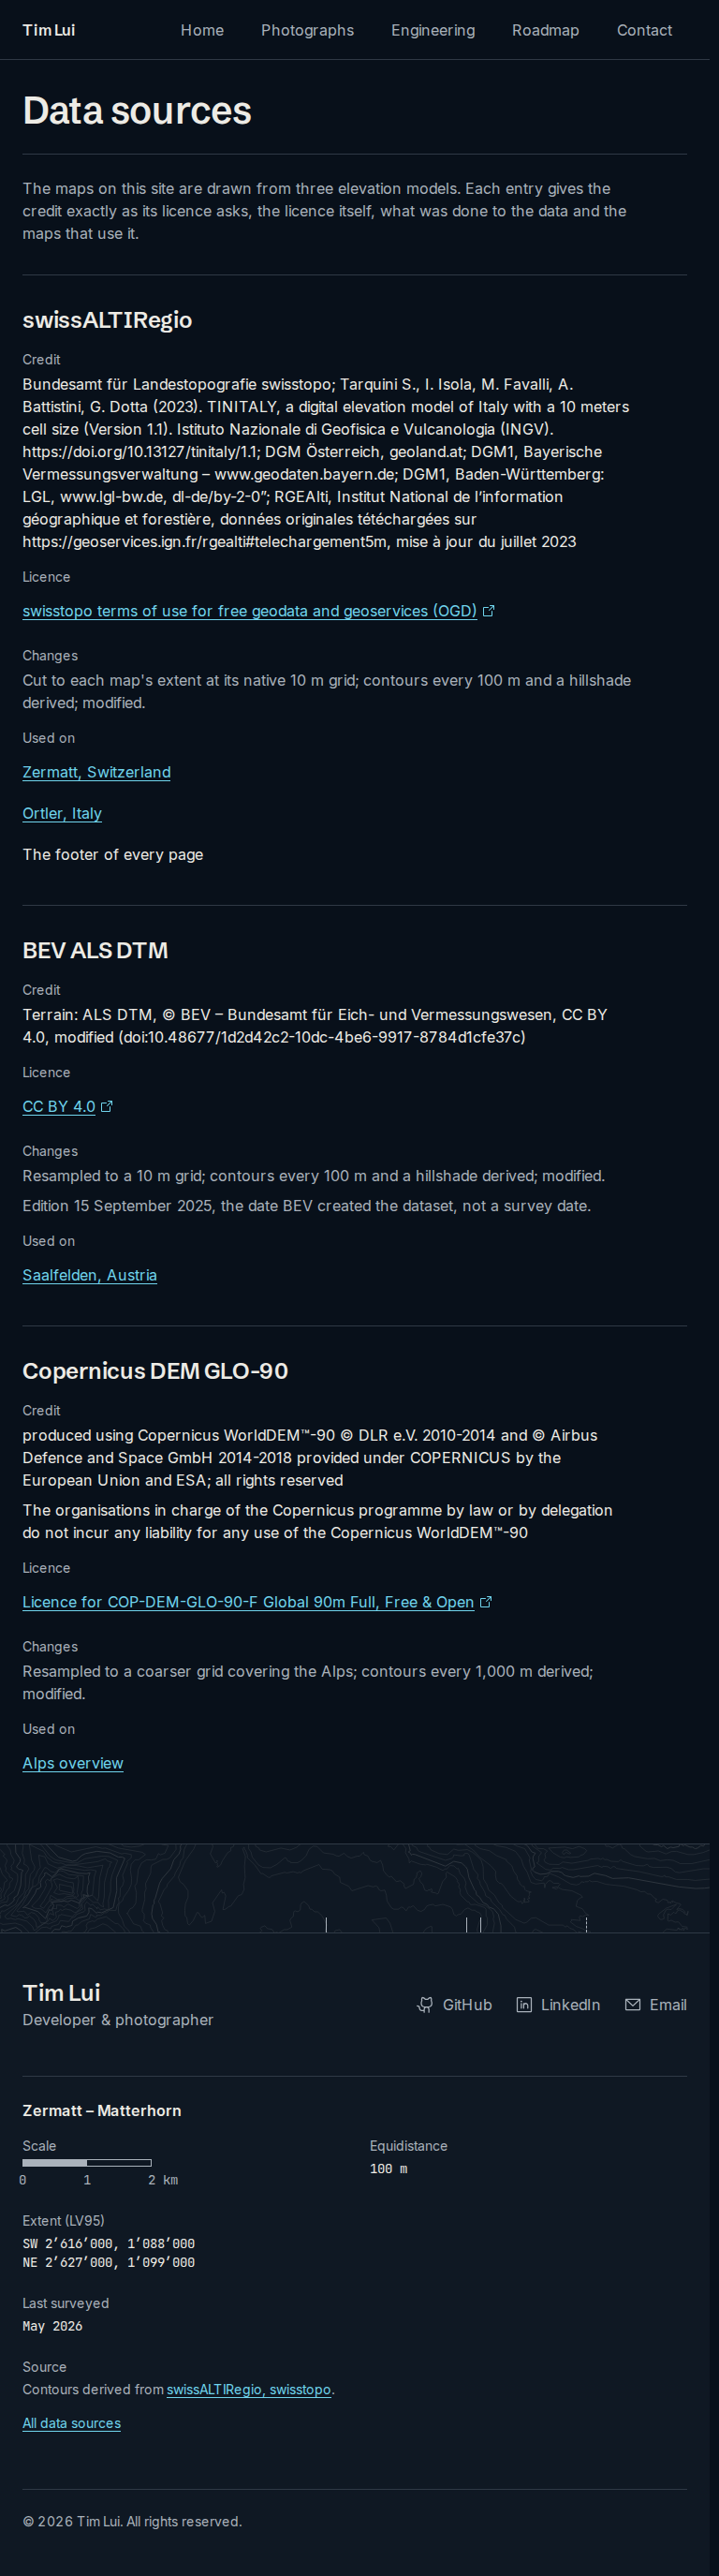 Tim Lui
Home
Photographs
Engineering
Roadmap
Contact
Data sources
The maps on this site are drawn from three elevation models. Each entry gives the
credit exactly as its licence asks, the licence itself, what was done to the data and the
maps that use it.
swissALTIRegio
Credit
Bundesamt für Landestopografie swisstopo; Tarquini S., I. Isola, M. Favalli, A.
Battistini, G. Dotta (2023). TINITALY, a digital elevation model of Italy with a 10 meters
cell size (Version 1.1). Istituto Nazionale di Geofisica e Vulcanologia (INGV).
https://doi.org/10.13127/tinitaly/1.1; DGM Österreich, geoland.at; DGM1, Bayerische
Vermessungsverwaltung – www.geodaten.bayern.de; DGM1, Baden-Württemberg:
LGL, www.lgl-bw.de, dl-de/by-2-0”; RGEAlti, Institut National de l’information
géographique et forestière, données originales tétéchargées sur
https://geoservices.ign.fr/rgealti#telechargement5m, mise à jour du juillet 2023
Licence
swisstopo terms of use for free geodata and geoservices (OGD)
Changes
Cut to each map's extent at its native 10 m grid; contours every 100 m and a hillshade
derived; modified.
Used on
Zermatt, Switzerland
Ortler, Italy
The footer of every page
BEV ALS DTM
Credit
Terrain: ALS DTM, © BEV – Bundesamt für Eich- und Vermessungswesen, CC BY
4.0, modified (doi:10.48677/1d2d42c2-10dc-4be6-9917-8784d1cfe37c)
Licence
CC BY 4.0
Changes
Resampled to a 10 m grid; contours every 100 m and a hillshade derived; modified.
Edition 15 September 2025, the date BEV created the dataset, not a survey date.
Used on
Saalfelden, Austria
Copernicus DEM GLO-90
Credit
produced using Copernicus WorldDEM™-90 © DLR e.V. 2010-2014 and © Airbus
Defence and Space GmbH 2014-2018 provided under COPERNICUS by the
European Union and ESA; all rights reserved
The organisations in charge of the Copernicus programme by law or by delegation
do not incur any liability for any use of the Copernicus WorldDEM™-90
Licence
Licence for COP-DEM-GLO-90-F Global 90m Full, Free & Open
Changes
Resampled to a coarser grid covering the Alps; contours every 1,000 m derived;
modified.
Used on
Alps overview
Tim Lui
Developer & photographer
GitHub
LinkedIn
Email
Zermatt – Matterhorn
Scale
0 1 2 km
Equidistance
100 m
Extent (LV95)
SW 2’616’000, 1’088’000
NE 2’627’000, 1’099’000
Last surveyed
May 2026
Source
Contours derived from swissALTIRegio, swisstopo.
All data sources
© 2026 Tim Lui. All rights reserved.